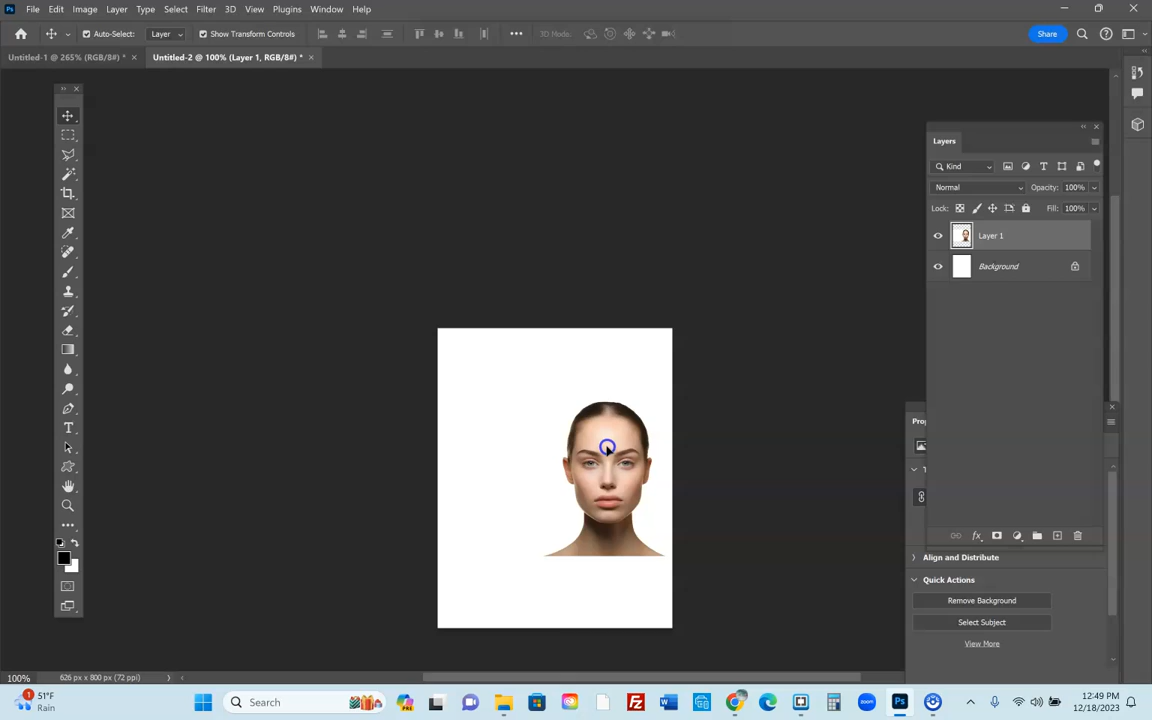 Ps File Edit Image Layer Type Select Filter 3D View Plugins Window Help
Auto-Select: Layer Show Transform Controls 3D Mode: Share
Untitled-1 @ 265% (RGB/8#) * × Untitled-2 @ 100% (Layer 1, RGB/8#) * ×
Layers
Kind
Normal Opacity: 100%
Lock: Fill: 100%
Layer 1
Background
Align and Distribute
Quick Actions
Remove Background
Select Subject
View More
100% 626 px x 800 px (72 ppi)
51°F
Rain
Search
12:49 PM
12/18/2023